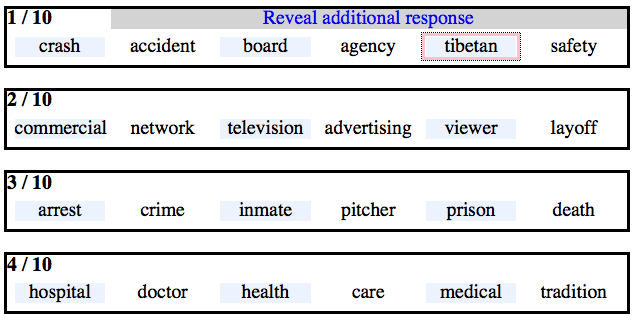 1 / 10 Reveal additional response
crash accident board agency tibetan safety
2 / 10
commercial network television advertising viewer layoff
3 / 10
arrest crime inmate pitcher prison death
4 / 10
hospital doctor health care medical tradition